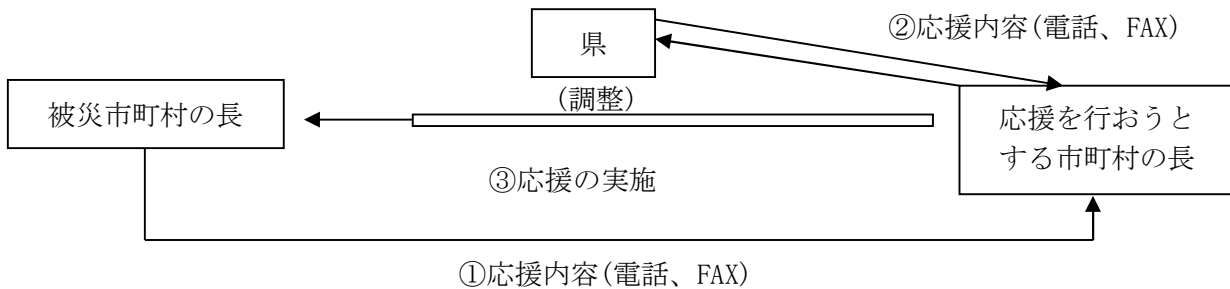 県
②応援内容(電話、FAX)
(調整)
被災市町村の長
応援を行おうと
する市町村の長
③応援の実施
①応援内容(電話、FAX)